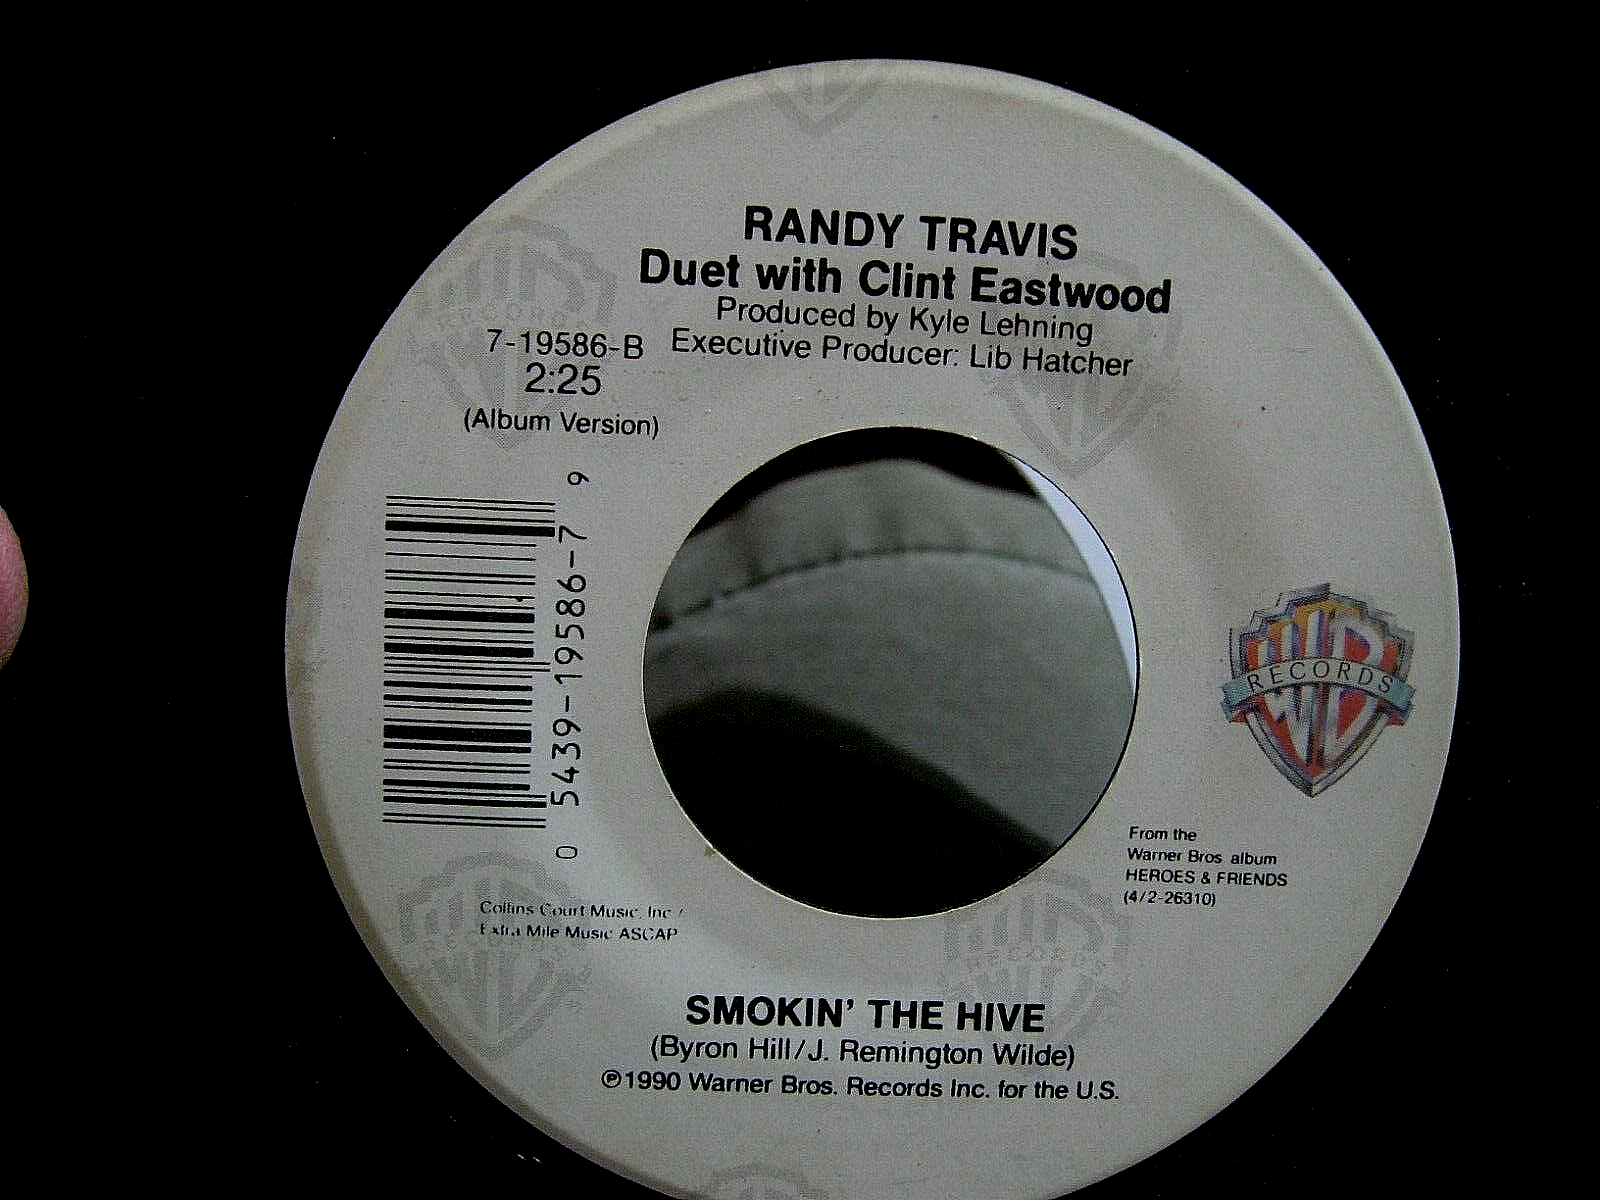 RANDY TRAVIS
Duet with Clint Eastwood
Produced by Kyle Lehning
Executive Producer: Lib Hatcher
7-19586-B
2:25
(Album Version)
0 5439-19586-7 9
WB
RECORDS
From the
Warner Bros. album
HEROES & FRIENDS
(4/2-26310)
Collins Court Music, Inc./
Extra Mile Music ASCAP
SMOKIN' THE HIVE
(Byron Hill/J. Remington Wilde)
℗1990 Warner Bros. Records Inc. for the U.S.